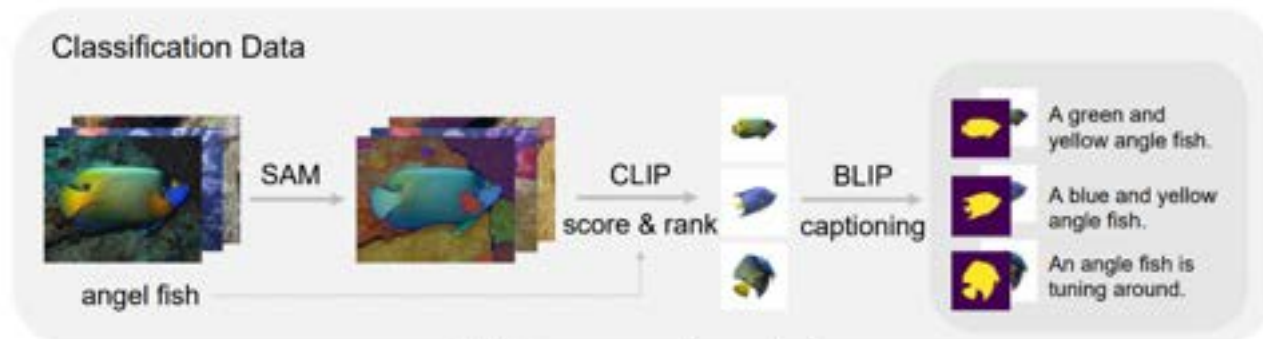 Classification Data
SAM
CLIP
score & rank
BLIP
captioning
angel fish
A green and
yellow angle fish.
A blue and yellow
angle fish.
An angle fish is
tuning around.